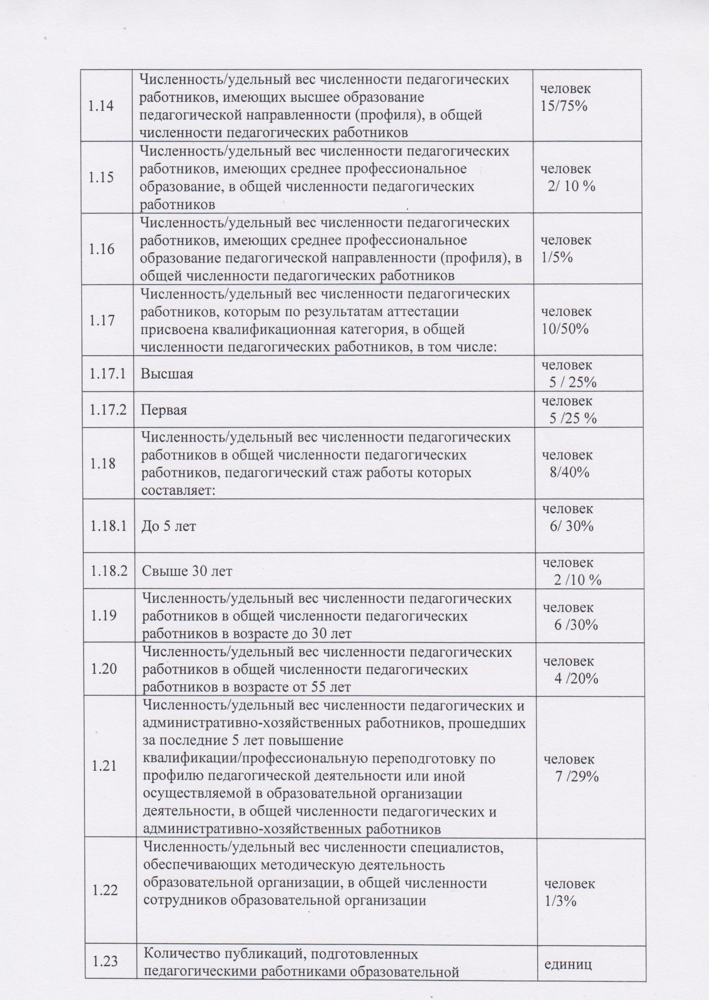 1.14
Численность/удельный вес численности педагогических
работников, имеющих высшее образование
педагогической направленности (профиля), в общей
численности педагогических работников
человек
15/75%
1.15
Численность/удельный вес численности педагогических
работников, имеющих среднее профессиональное
образование, в общей численности педагогических
работников
человек
2/ 10 %
1.16
Численность/удельный вес численности педагогических
работников, имеющих среднее профессиональное
образование педагогической направленности (профиля), в
общей численности педагогических работников
человек
1/5%
1.17
Численность/удельный вес численности педагогических
работников, которым по результатам аттестации
присвоена квалификационная категория, в общей
численности педагогических работников, в том числе:
человек
10/50%
1.17.1
Высшая
человек
5 / 25%
1.17.2
Первая
человек
5 /25 %
1.18
Численность/удельный вес численности педагогических
работников в общей численности педагогических
работников, педагогический стаж работы которых
составляет:
человек
8/40%
1.18.1
До 5 лет
человек
6/ 30%
1.18.2
Свыше 30 лет
человек
2 /10 %
1.19
Численность/удельный вес численности педагогических
работников в общей численности педагогических
работников в возрасте до 30 лет
человек
6 /30%
1.20
Численность/удельный вес численности педагогических
работников в общей численности педагогических
работников в возрасте от 55 лет
человек
4 /20%
1.21
Численность/удельный вес численности педагогических и
административно-хозяйственных работников, прошедших
за последние 5 лет повышение
квалификации/профессиональную переподготовку по
профилю педагогической деятельности или иной
осуществляемой в образовательной организации
деятельности, в общей численности педагогических и
административно-хозяйственных работников
человек
7 /29%
1.22
Численность/удельный вес численности специалистов,
обеспечивающих методическую деятельность
образовательной организации, в общей численности
сотрудников образовательной организации
человек
1/3%
1.23
Количество публикаций, подготовленных
педагогическими работниками образовательной
единиц